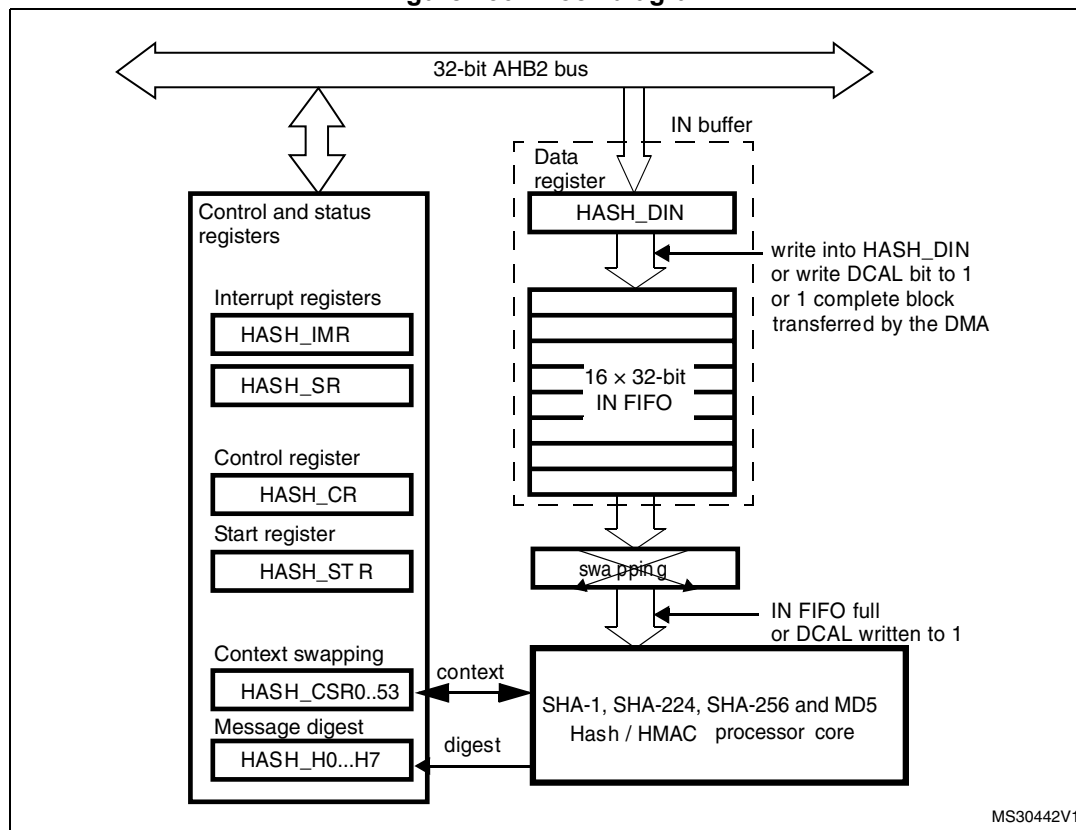 32-bit AHB2 bus
IN buffer
Data
register
HASH_DIN
write into HASH_DIN
or write DCAL bit to 1
or 1 complete block
transferred by the DMA
16 × 32-bit
IN FIFO
swapping
IN FIFO full
or DCAL written to 1
Control and status
registers
Interrupt registers
HASH_IMR
HASH_SR
Control register
HASH_CR
Start register
HASH_STR
Context swapping
HASH_CSR0..53
Message digest
HASH_H0...H7
context
digest
SHA-1, SHA-224, SHA-256 and MD5
Hash / HMAC processor core
MS30442V1